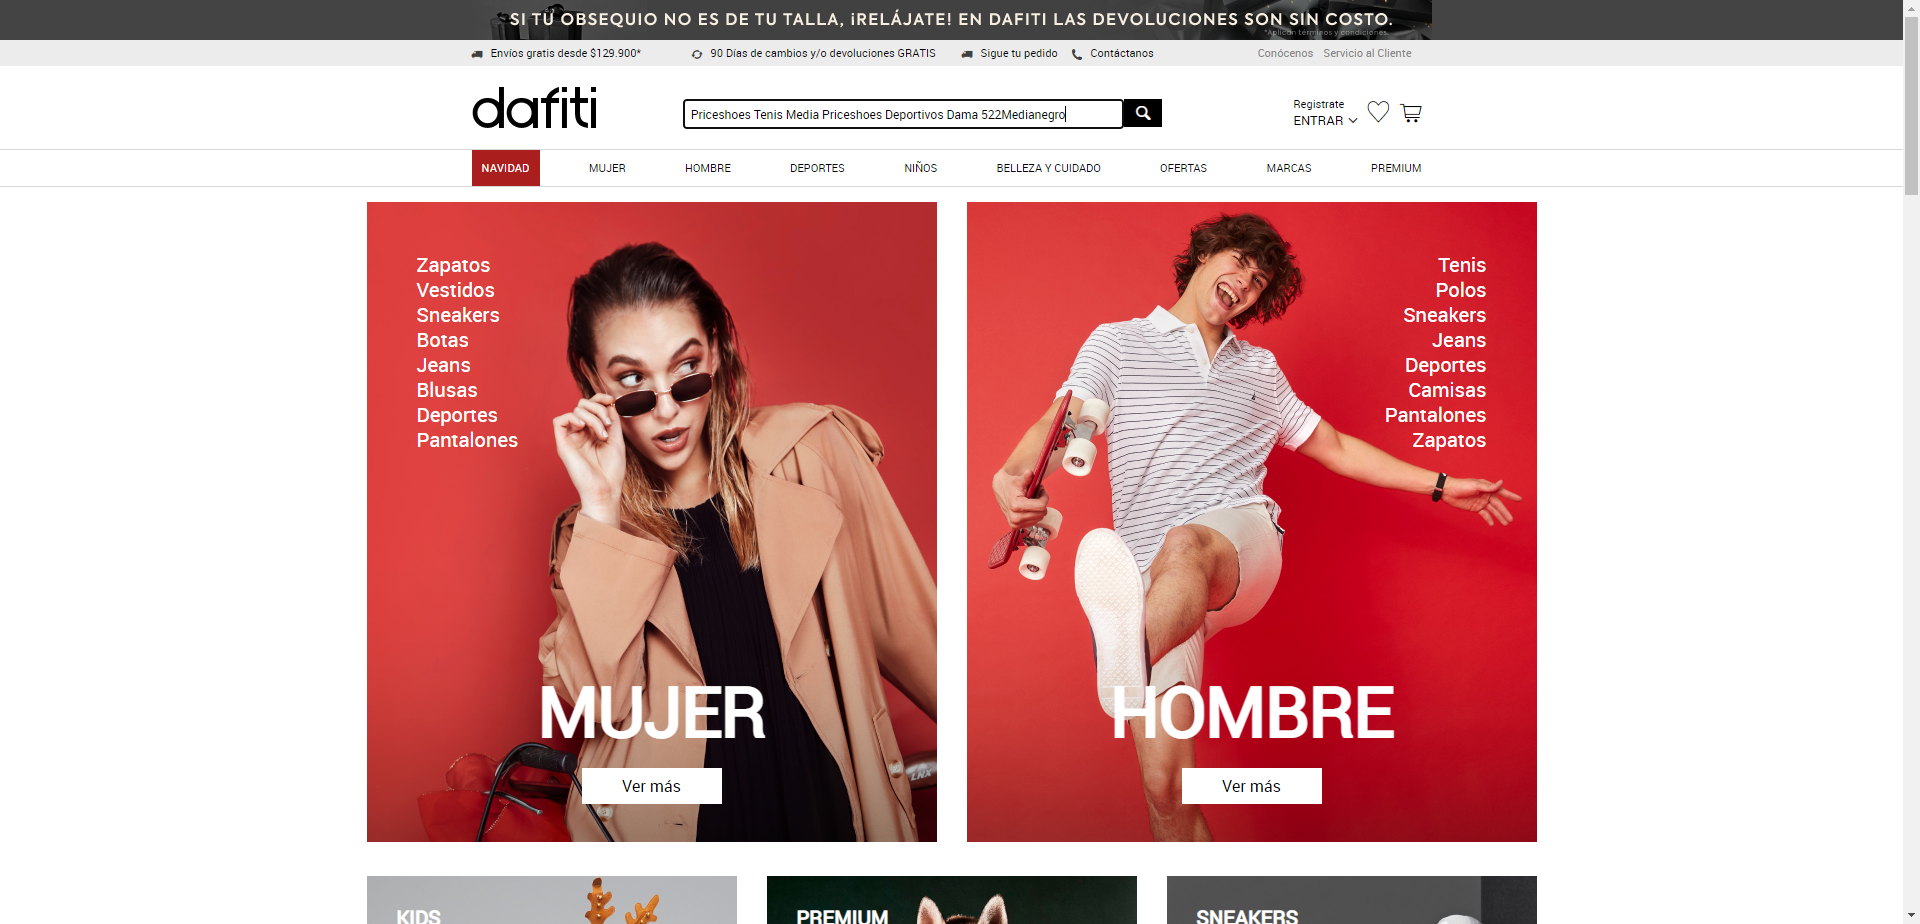 SI TU OBSEQUIO NO ES DE TU TALLA, ¡RELÁJATE! EN DAFITI LAS DEVOLUCIONES SON SIN COSTO.
*Aplican términos y condiciones.
Envíos gratis desde $129.900*
90 Días de cambios y/o devoluciones GRATIS
Sigue tu pedido
Contáctanos
Conócenos
Servicio al Cliente
dafiti
Priceshoes Tenis Media Priceshoes Deportivos Dama 522Medianegro
Registrate
ENTRAR
NAVIDAD
MUJER
HOMBRE
DEPORTES
NIÑOS
BELLEZA Y CUIDADO
OFERTAS
MARCAS
PREMIUM
Zapatos
Vestidos
Sneakers
Botas
Jeans
Blusas
Deportes
Pantalones
MUJER
Ver más
Tenis
Polos
Sneakers
Jeans
Deportes
Camisas
Pantalones
Zapatos
HOMBRE
Ver más
KIDS
PREMIUM
SNEAKERS